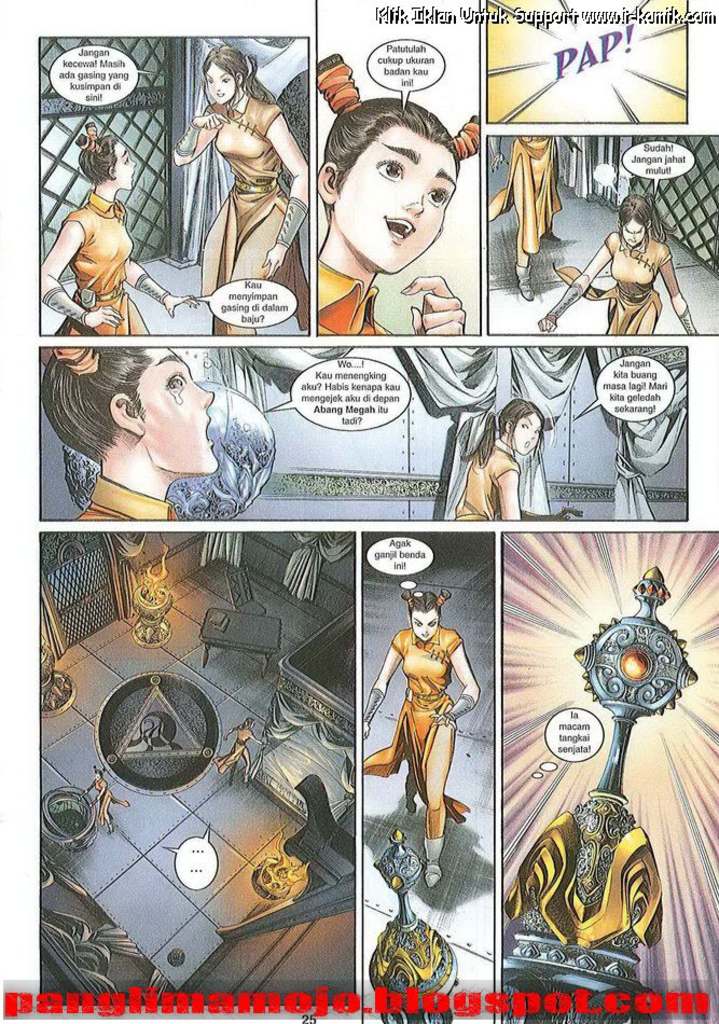 Klik Iklan Untuk Support www.ir-komik.com
Jangan
kecewa! Masih
ada gasing yang
kusimpan di
sini!
Kau
menyimpan
gasing di dalam
baju?
Patutulah
cukup ukuran
badan kau
ini!
PAP!
Sudah!
Jangan jahat
mulut!
Wo....!
Kau menengking
aku? Habis kenapa kau
mengejek aku di depan
Abang Megah itu
tadi?
Jangan
kita buang
masa lagi! Mari
kita geledah
sekarang!
...
...
Agak
ganjil benda
ini!
Ia
macam
tangkai
senjata!
panglimamojo.blogspot.com
25